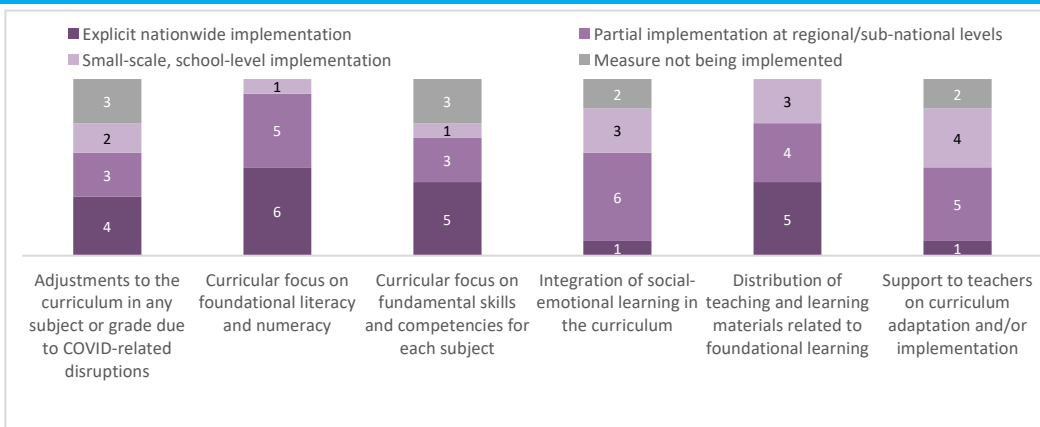 Explicit nationwide implementation
Partial implementation at regional/sub-national levels
Small-scale, school-level implementation
Measure not being implemented
3
2
3
4
1
5
6
3
1
3
5
2
3
6
1
3
4
5
2
4
5
1
Adjustments to the
curriculum in any
subject or grade due
to COVID-related
disruptions
Curricular focus on
foundational literacy
and numeracy
Curricular focus on
fundamental skills
and competencies for
each subject
Integration of social-
emotional learning in
the curriculum
Distribution of
teaching and learning
materials related to
foundational learning
Support to teachers
on curriculum
adaptation and/or
implementation